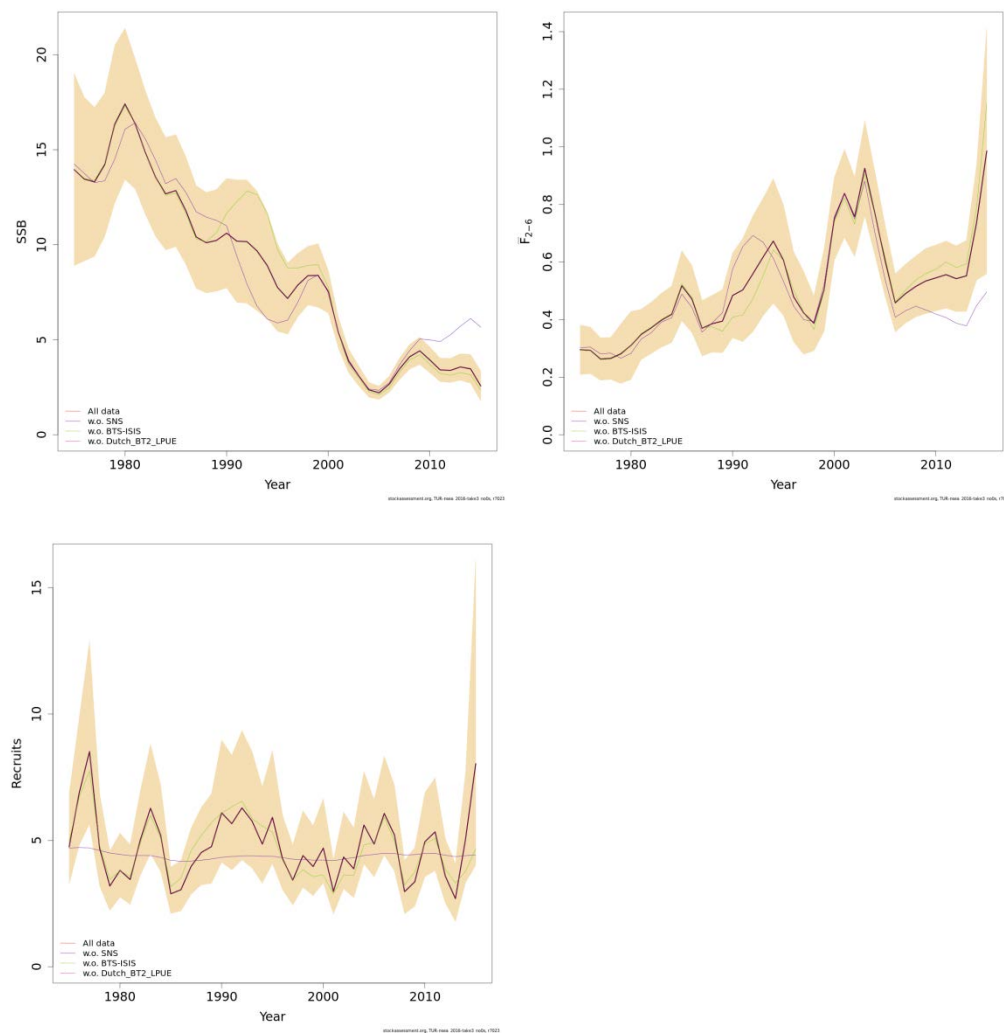 20
15
10
5
0
SSB
1980
1990
2000
2010
Year
All data
w.o. SNS
w.o. BTS-ISIS
w.o. Dutch_BT2_LPUE
1.4
1.2
1.0
0.8
0.6
0.4
0.2
0.0
F̅2−6
1980
1990
2000
2010
Year
All data
w.o. SNS
w.o. BTS-ISIS
w.o. Dutch_BT2_LPUE
15
10
5
0
Recruits
1980
1990
2000
2010
Year
All data
w.o. SNS
w.o. BTS-ISIS
w.o. Dutch_BT2_LPUE